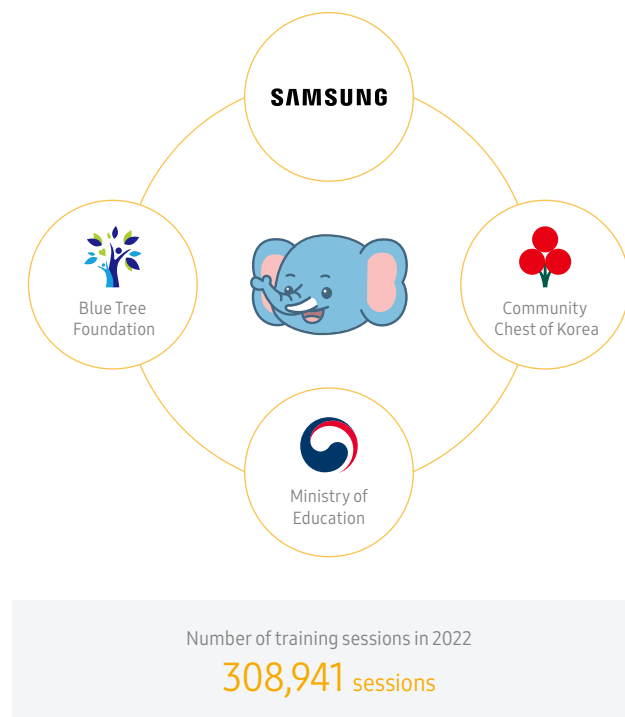 SAMSUNG
Blue Tree
Foundation
Community
Chest of Korea
Ministry of
Education
Number of training sessions in 2022
308,941 sessions